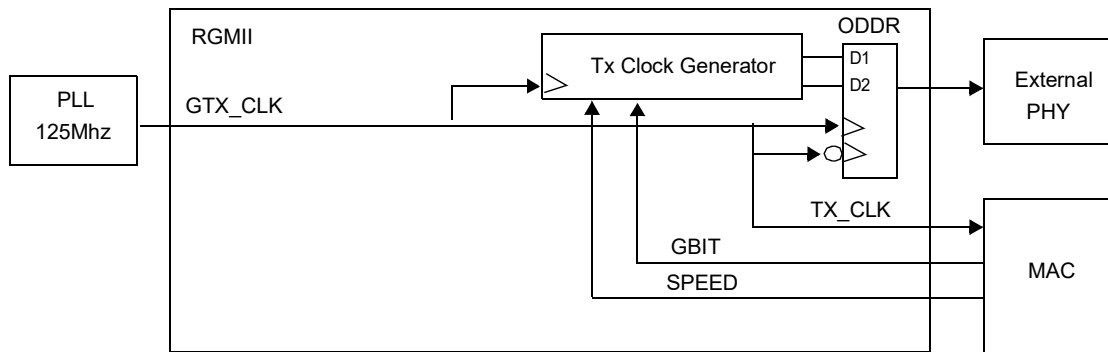 ODDR
RGMII
Tx Clock Generator
D1
D2
PLL
125Mhz
GTX_CLK
External
PHY
TX_CLK
GBIT
SPEED
MAC